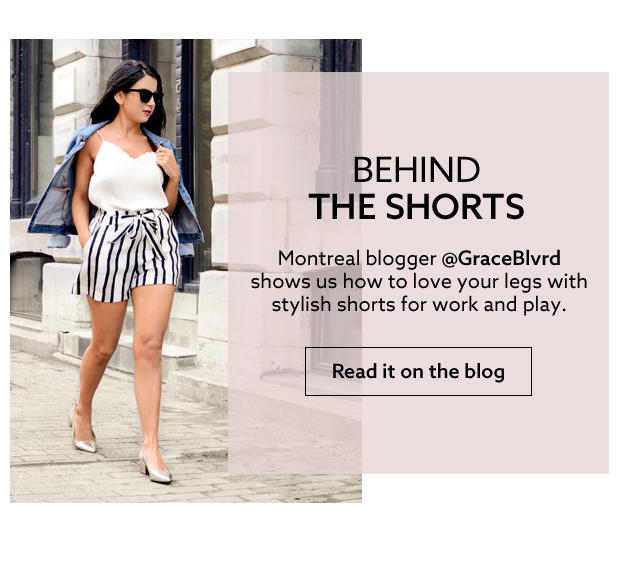 BEHIND
THE SHORTS
Montreal blogger @GraceBlvrd
shows us how to love your legs with
stylish shorts for work and play.
Read it on the blog